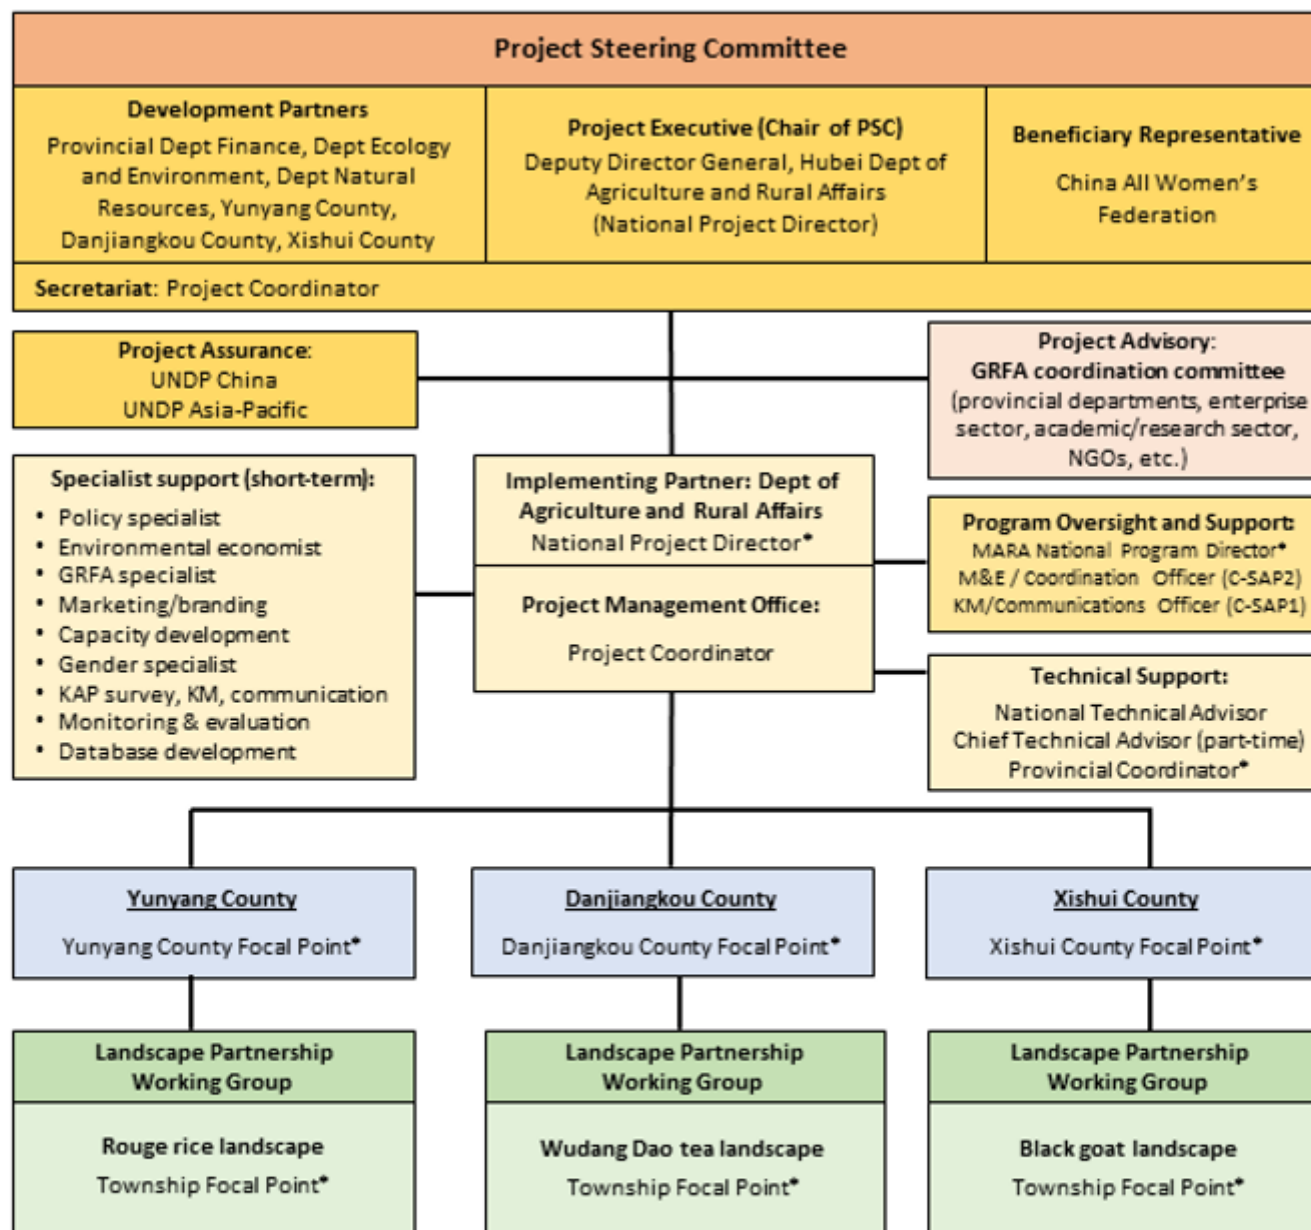 Project Steering Committee
Development Partners
Provincial Dept Finance, Dept Ecology
and Environment, Dept Natural
Resources, Yunyang County,
Danjiangkou County, Xishui County
Project Executive (Chair of PSC)
Deputy Director General, Hubei Dept of
Agriculture and Rural Affairs
(National Project Director)
Beneficiary Representative
China All Women's
Federation
Secretariat: Project Coordinator
Project Assurance:
UNDP China
UNDP Asia-Pacific
Project Advisory:
GRFA coordination committee
(provincial departments, enterprise
sector, academic/research sector,
NGOs, etc.)
Specialist support (short-term):
• Policy specialist
• Environmental economist
• GRFA specialist
• Marketing/branding
• Capacity development
• Gender specialist
• KAP survey, KM, communication
• Monitoring & evaluation
• Database development
Implementing Partner: Dept of
Agriculture and Rural Affairs
National Project Director*
Project Management Office:
Project Coordinator
Program Oversight and Support:
MARA National Program Director*
M&E / Coordination Officer (C-SAP2)
KM/Communications Officer (C-SAP1)
Technical Support:
National Technical Advisor
Chief Technical Advisor (part-time)
Provincial Coordinator*
Yunyang County
Yunyang County Focal Point*
Danjiangkou County
Danjiangkou County Focal Point*
Xishui County
Xishui County Focal Point*
Landscape Partnership
Working Group
Rouge rice landscape
Township Focal Point*
Landscape Partnership
Working Group
Wudang Dao tea landscape
Township Focal Point*
Landscape Partnership
Working Group
Black goat landscape
Township Focal Point*